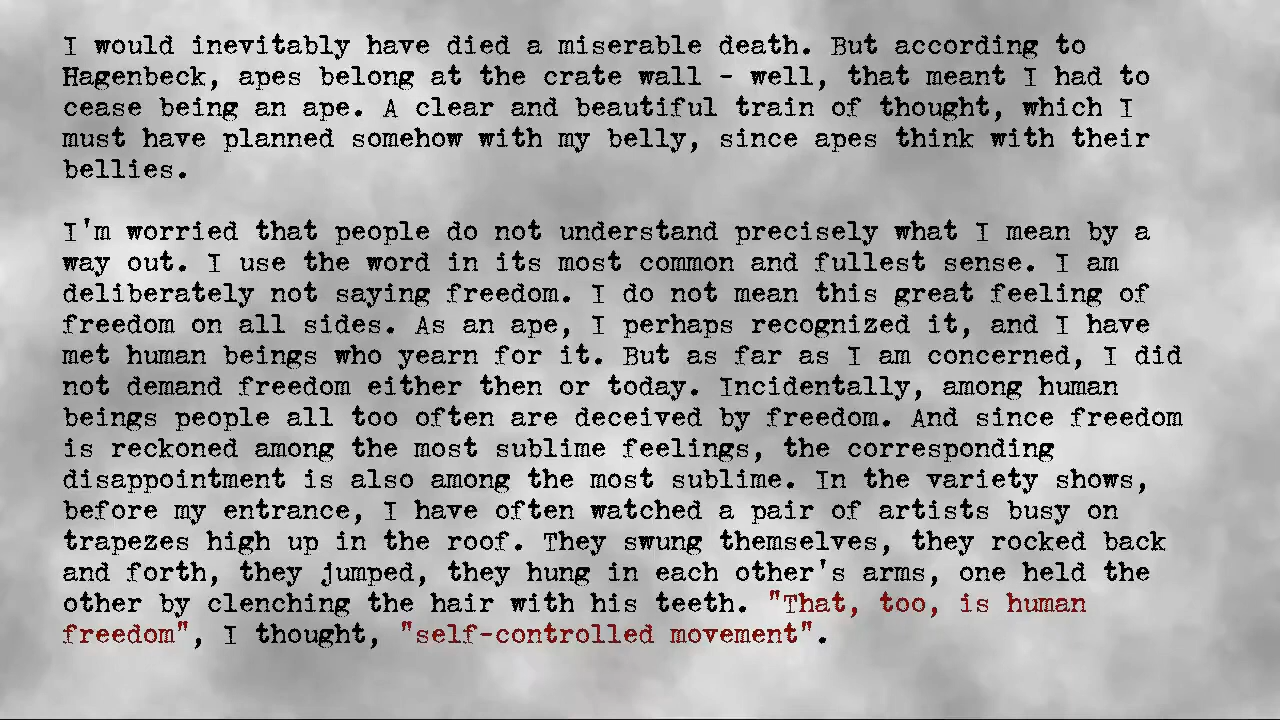 I would inevitably have died a miserable death. But according to
Hagenbeck, apes belong at the crate wall - well, that meant I had to
cease being an ape. A clear and beautiful train of thought, which I
must have planned somehow with my belly, since apes think with their
bellies.
I'm worried that people do not understand precisely what I mean by a
way out. I use the word in its most common and fullest sense. I am
deliberately not saying freedom. I do not mean this great feeling of
freedom on all sides. As an ape, I perhaps recognized it, and I have
met human beings who yearn for it. But as far as I am concerned, I did
not demand freedom either then or today. Incidentally, among human
beings people all too often are deceived by freedom. And since freedom
is reckoned among the most sublime feelings, the corresponding
disappointment is also among the most sublime. In the variety shows,
before my entrance, I have often watched a pair of artists busy on
trapezes high up in the roof. They swung themselves, they rocked back
and forth, they jumped, they hung in each other's arms, one held the
other by clenching the hair with his teeth. "That, too, is human
freedom", I thought, "self-controlled movement".